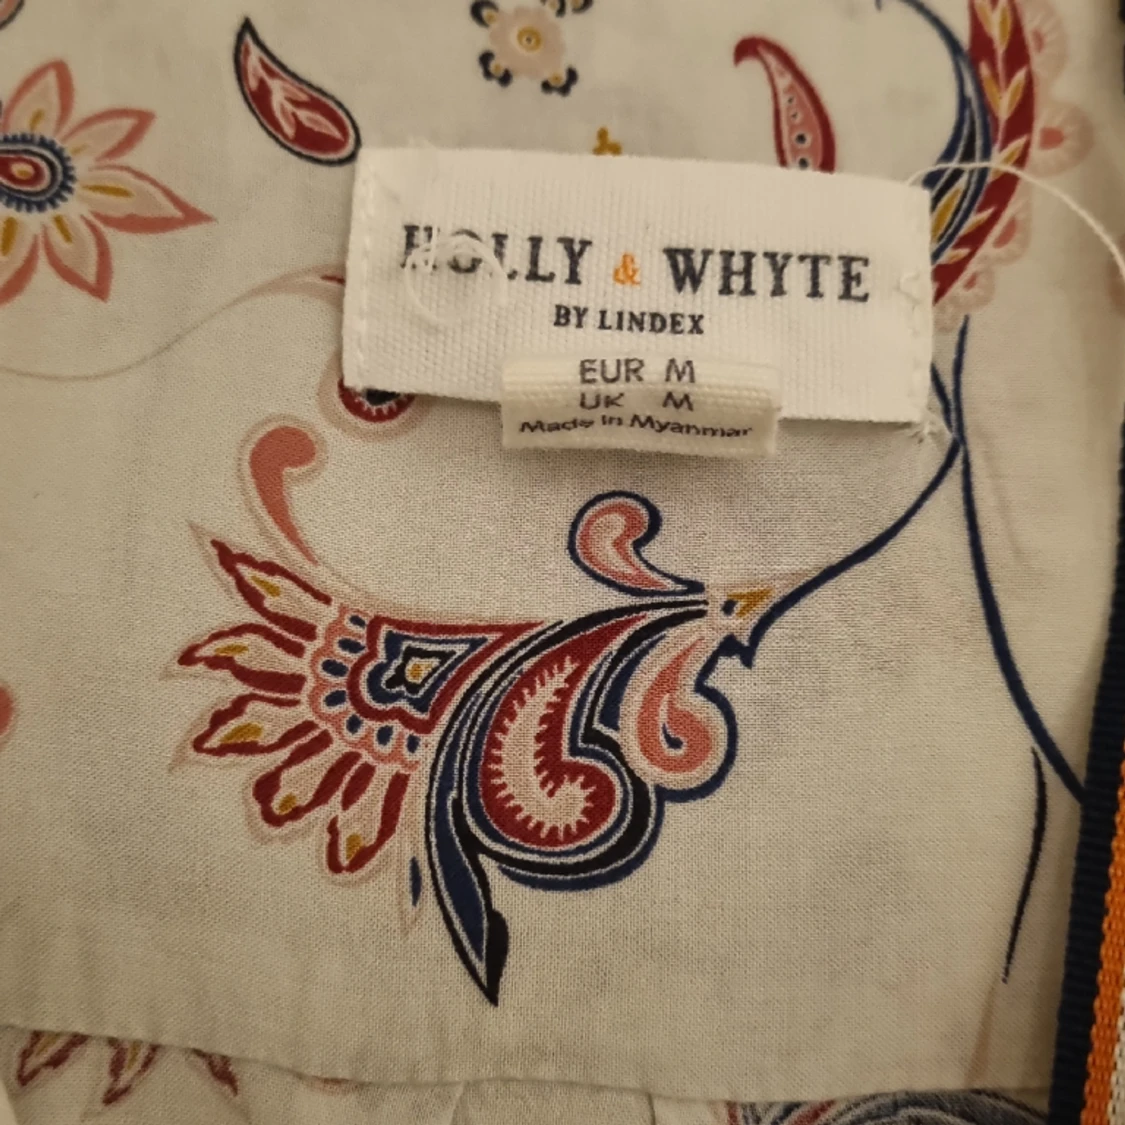 HOLLY & WHYTE
BY LINDEX
EUR M
UK M
Made in Myanmar